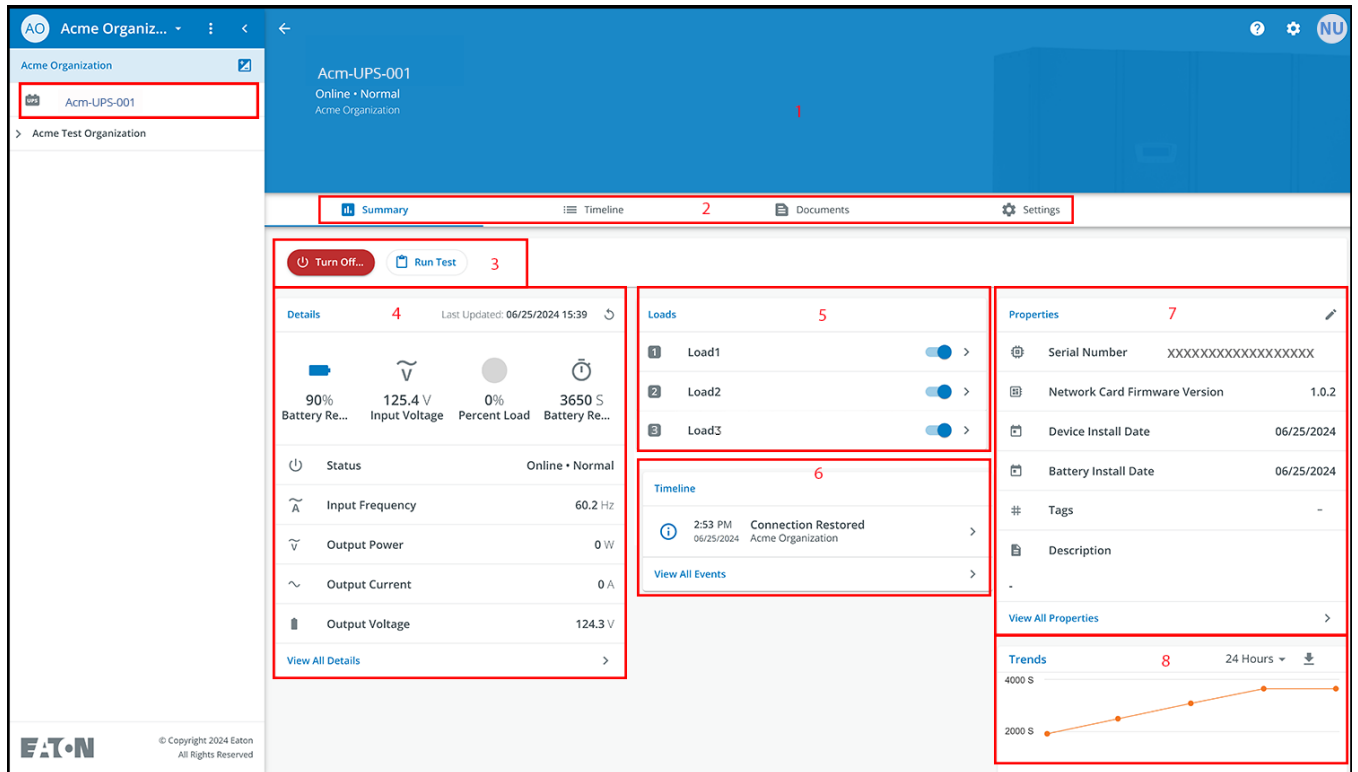 AO Acme Organiz...
NU
Acme Organization
UPS Acm-UPS-001
Acme Test Organization
Acm-UPS-001
Online • Normal
Acme Organization
1
Summary
Timeline
2
Documents
Settings
Turn Off...
Run Test
3
Details
4
Last Updated: 06/25/2024 15:39
90%
Battery Re...
125.4 V
Input Voltage
0%
Percent Load
3650 S
Battery Re...
Status Online • Normal
Input Frequency 60.2 Hz
Output Power 0 W
Output Current 0 A
Output Voltage 124.3 V
View All Details
Loads
5
1 Load1
2 Load2
3 Load3
6
Timeline
2:53 PM Connection Restored
06/25/2024 Acme Organization
View All Events
Properties
7
Serial Number XXXXXXXXXXXXXXXXXX
Network Card Firmware Version 1.0.2
Device Install Date 06/25/2024
Battery Install Date 06/25/2024
Tags –
Description
-
View All Properties
Trends
8
24 Hours
4000 S
2000 S
EATON
© Copyright 2024 Eaton
All Rights Reserved